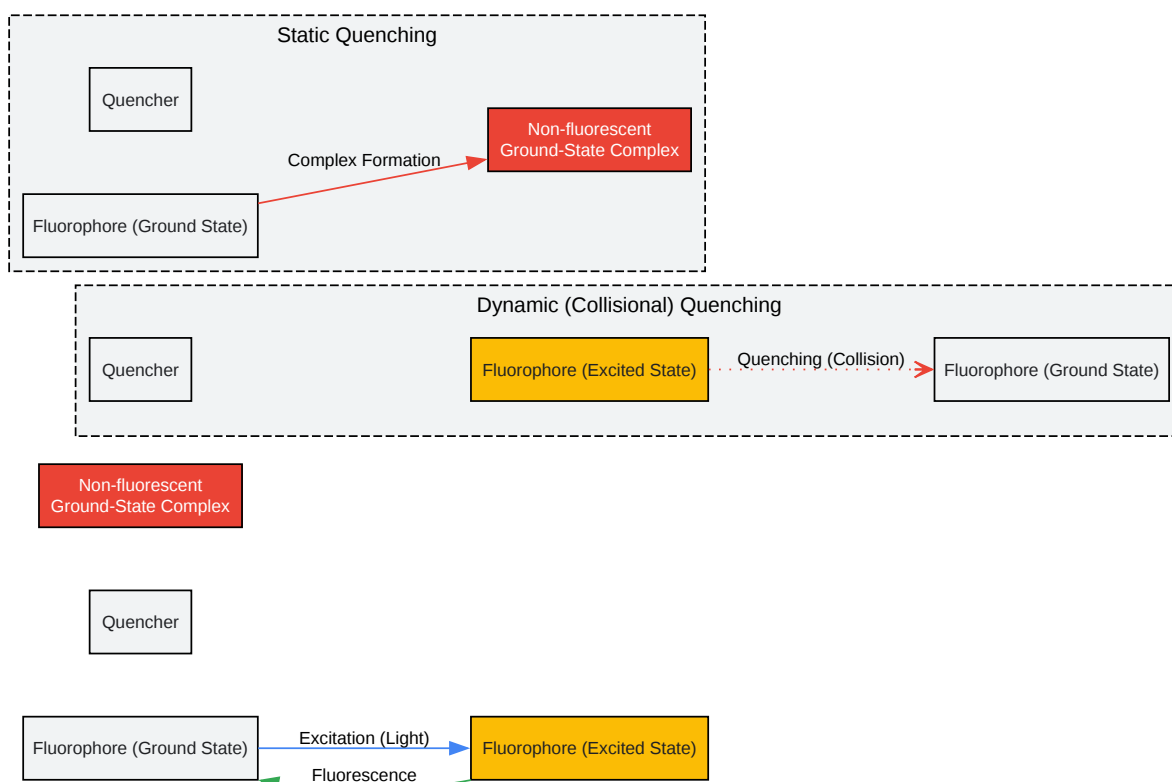 Static Quenching
Quencher
Non-fluorescent
Ground-State Complex
Complex Formation
Fluorophore (Ground State)
Dynamic (Collisional) Quenching
Quencher
Fluorophore (Excited State)
Quenching (Collision)
Fluorophore (Ground State)
Non-fluorescent
Ground-State Complex
Quencher
Fluorophore (Ground State)
Excitation (Light)
Fluorophore (Excited State)
Fluorescence